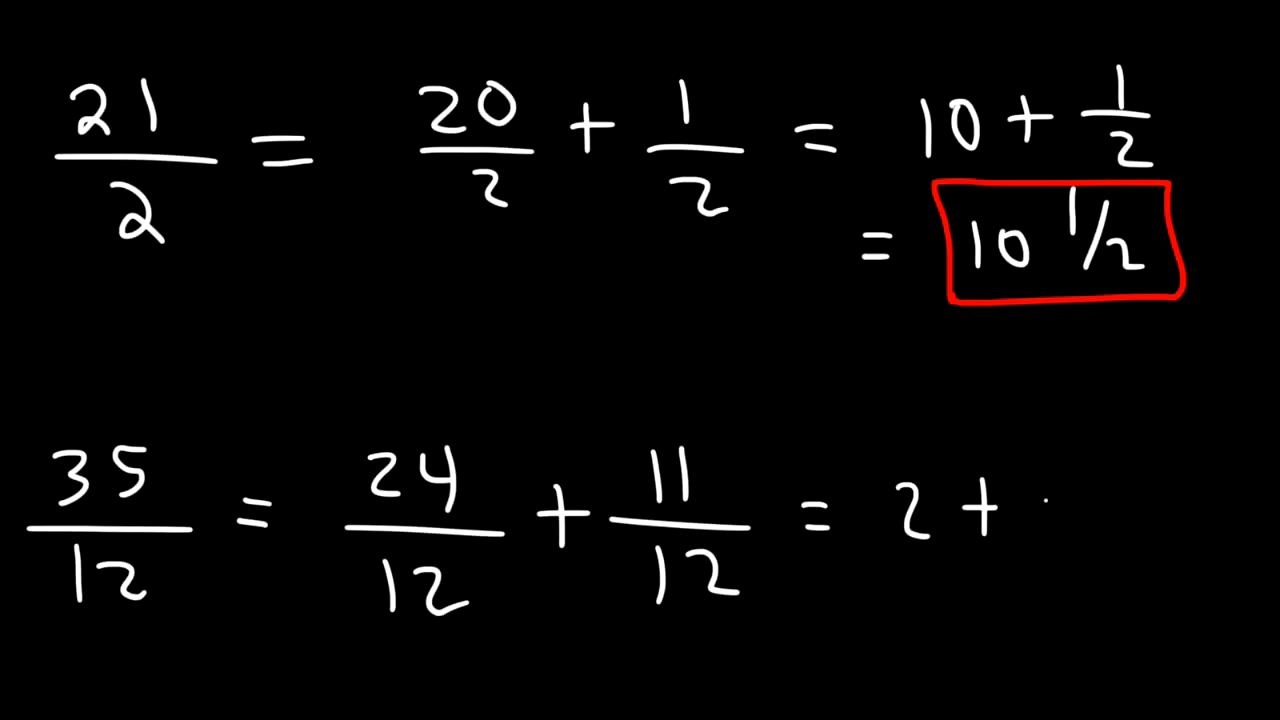 21/2 = 20/2 + 1/2 = 10 + 1/2
= 10 1/2
35/12 = 24/12 + 11/12 = 2 +